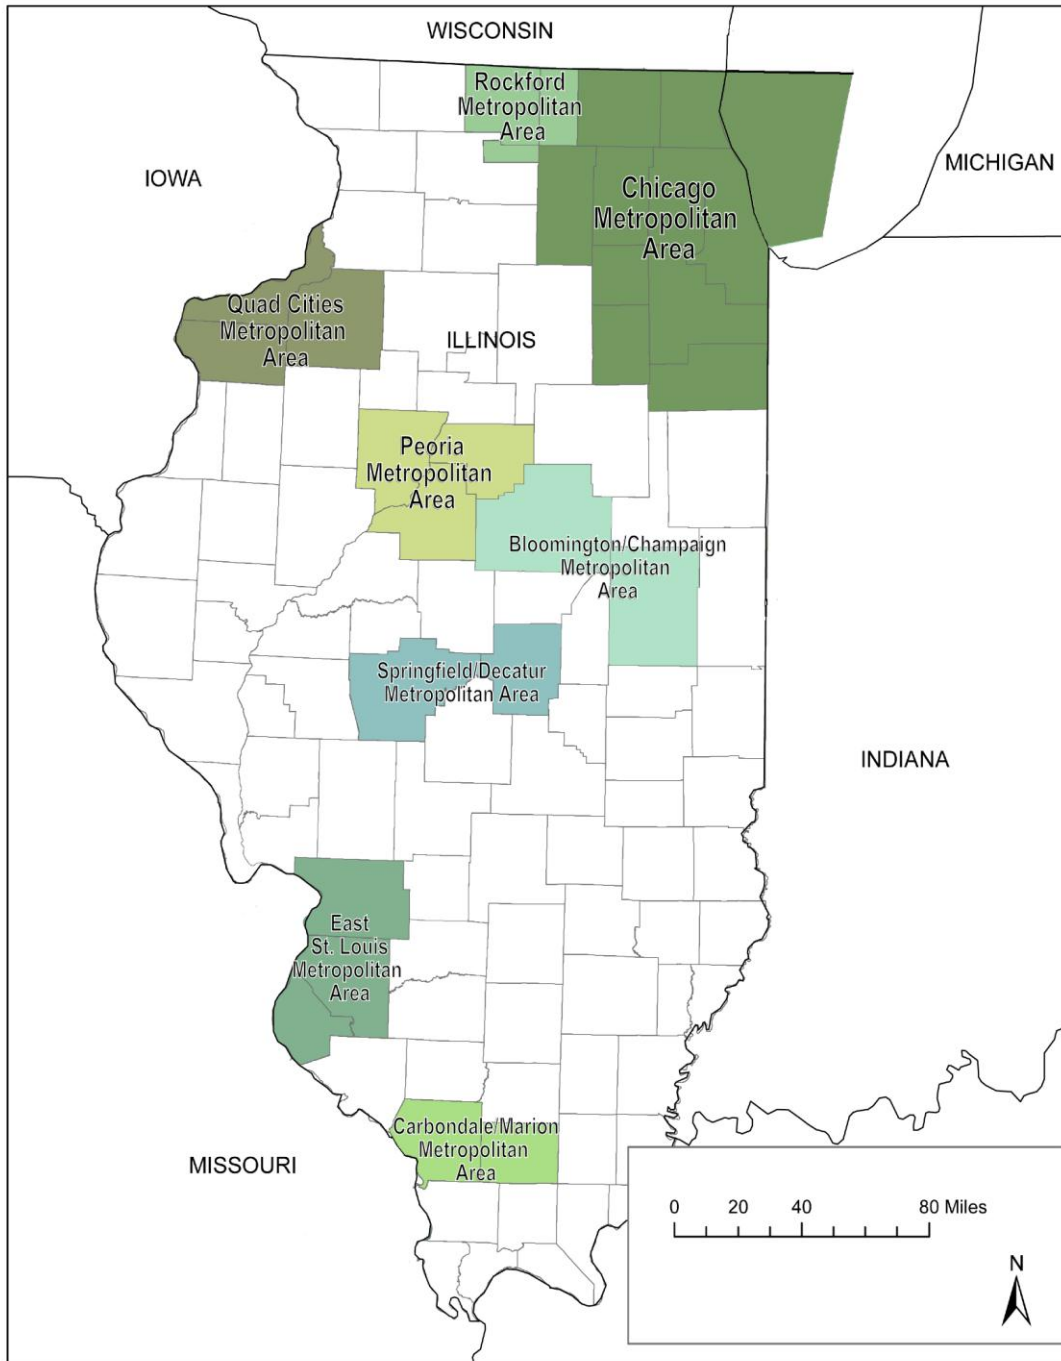 WISCONSIN
Rockford
Metropolitan
Area
IOWA
MICHIGAN
Chicago
Metropolitan
Area
Quad Cities
Metropolitan
Area
ILLINOIS
Peoria
Metropolitan
Area
Bloomington/Champaign
Metropolitan
Area
Springfield/Decatur
Metropolitan Area
INDIANA
East
St. Louis
Metropolitan
Area
Carbondale/Marion
Metropolitan
Area
MISSOURI
0 20 40 80 Miles
N